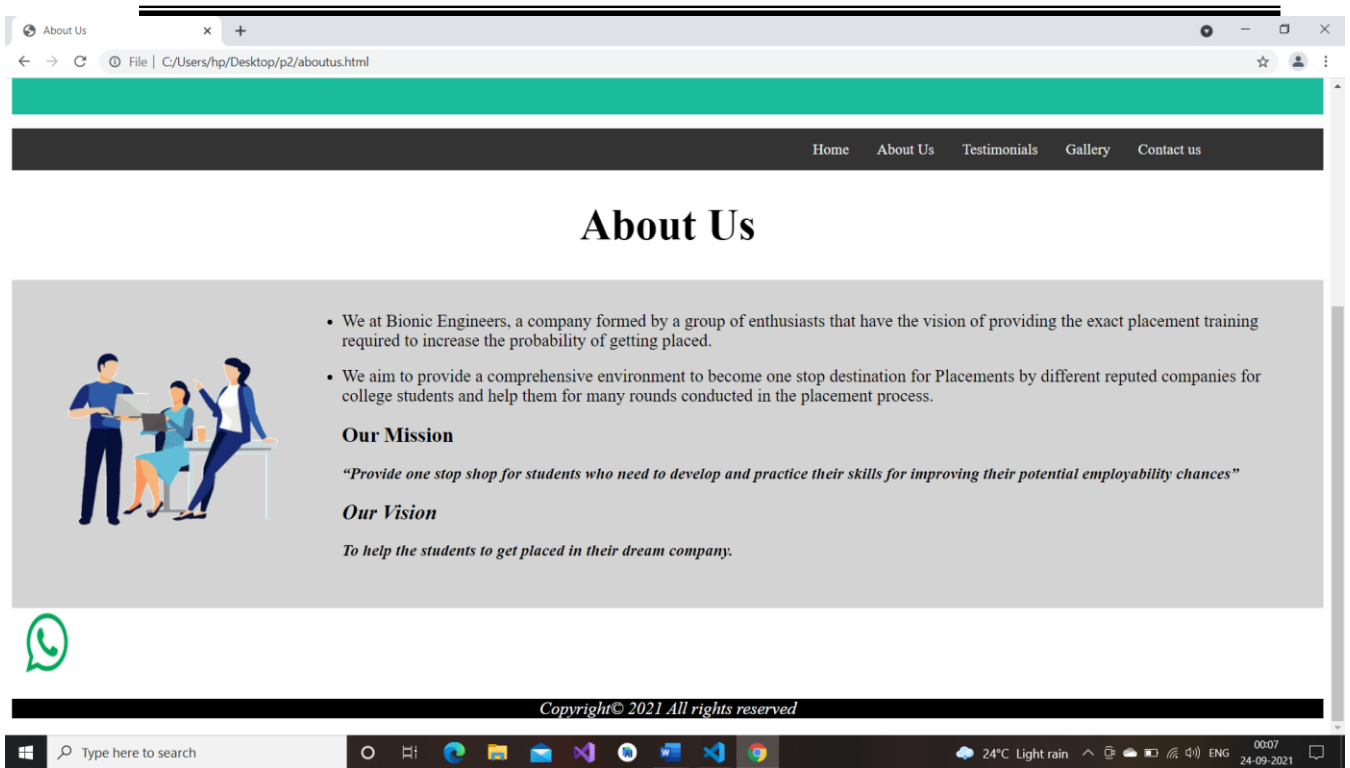 About Us
File | C:/Users/hp/Desktop/p2/aboutus.html
Home About Us Testimonials Gallery Contact us
About Us
• We at Bionic Engineers, a company formed by a group of enthusiasts that have the vision of providing the exact placement training
required to increase the probability of getting placed.
• We aim to provide a comprehensive environment to become one stop destination for Placements by different reputed companies for
college students and help them for many rounds conducted in the placement process.
Our Mission
“Provide one stop shop for students who need to develop and practice their skills for improving their potential employability chances”
Our Vision
To help the students to get placed in their dream company.
Copyright© 2021 All rights reserved
Type here to search
24°C Light rain
ENG
00:07
24-09-2021